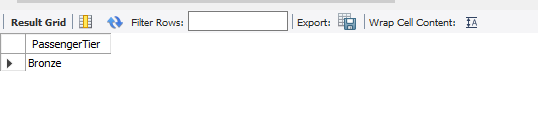 Result Grid Filter Rows: Export: Wrap Cell Content:
PassengerTier
Bronze